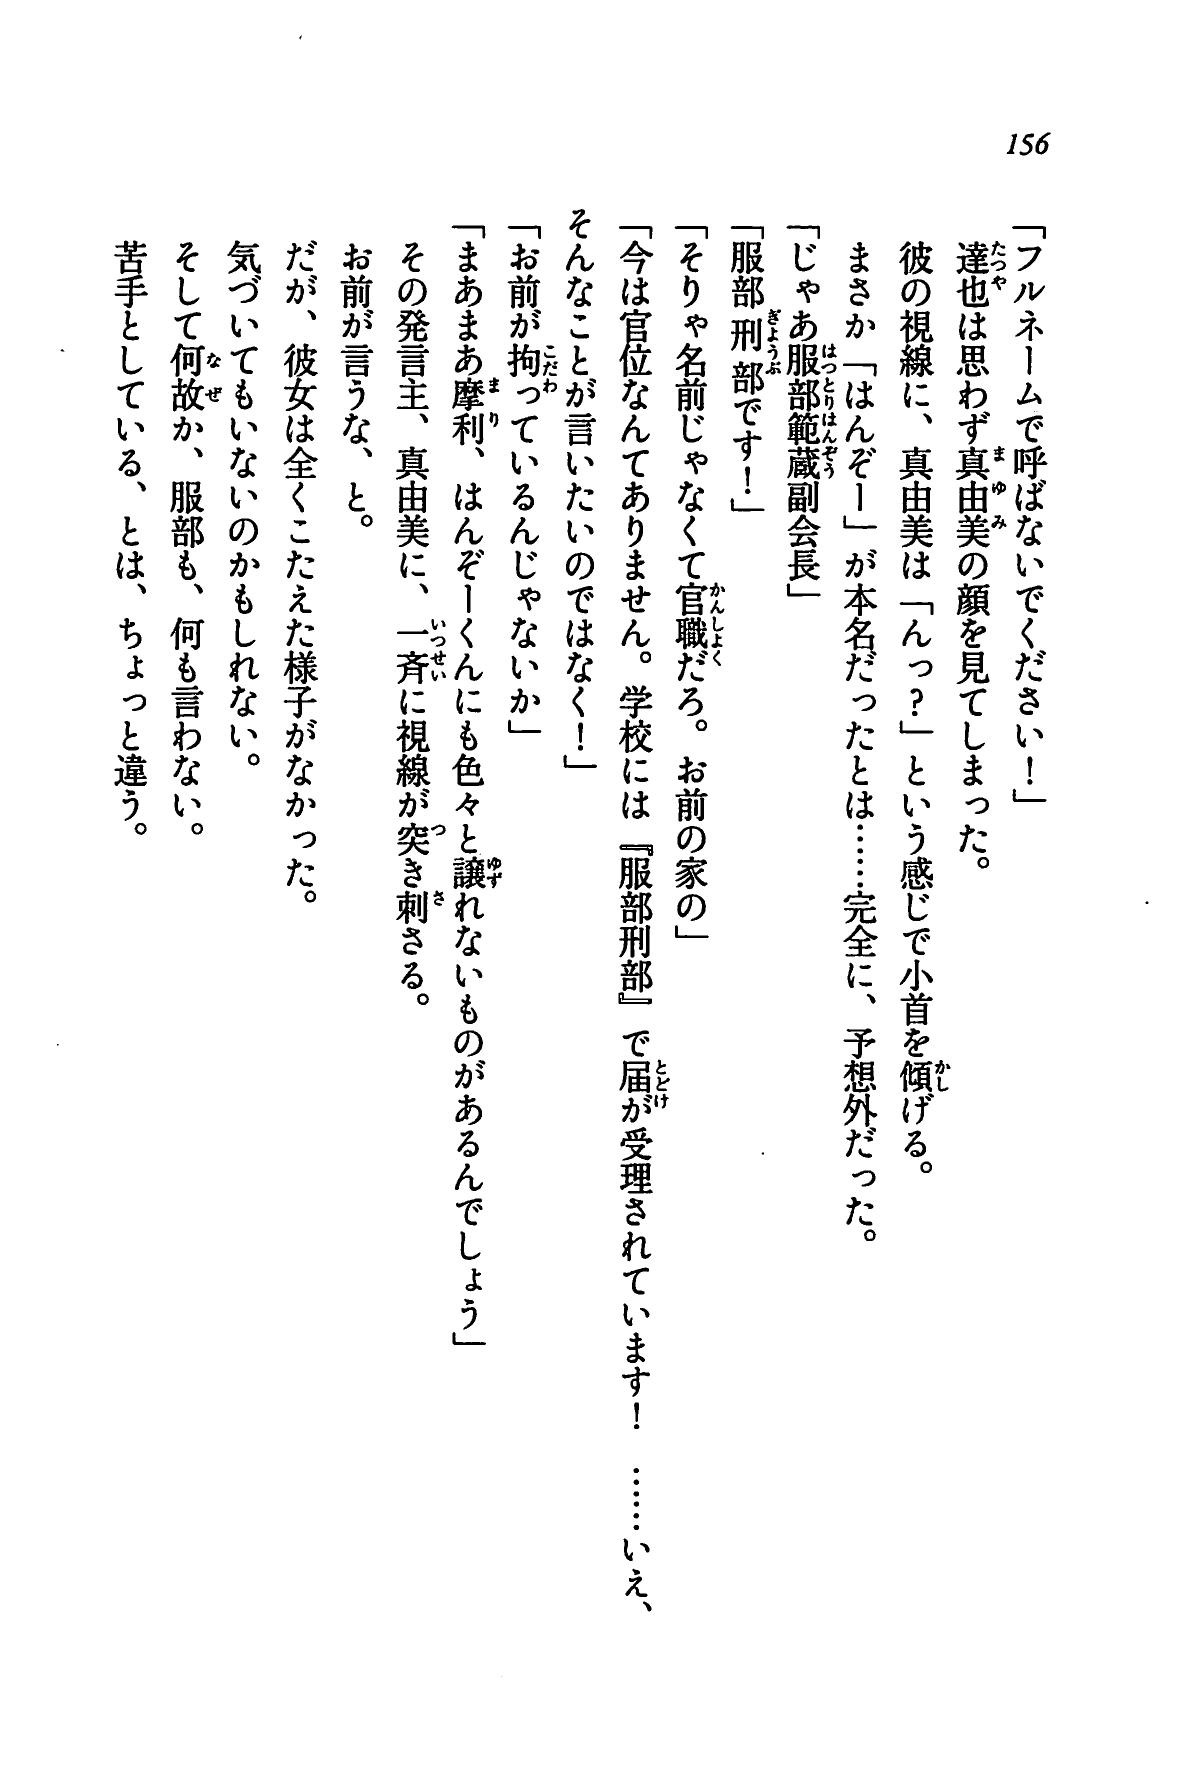 156
「フルネームで呼ばないでください！」
達也は思わず真由美の顔を見てしまった。
彼の視線に、真由美は「んっ？」という感じで小首を傾げる。
まさか「はんぞー」が本名だったとは……完全に、予想外だった。
「じゃあ服部範蔵副会長」
「服部刑部です！」
「そりゃ名前じゃなくて官職だろ。お前の家の」
「今は官位なんてありません。学校には『服部刑部』で届が受理されています！　……いえ、
そんなことが言いたいのではなく！」
「お前が拘っているんじゃないか」
「まあまあ摩利、はんぞーくんにも色々と譲れないものがあるんでしょう」
その発言主、真由美に、一斉に視線が突き刺さる。
お前が言うな、と。
だが、彼女は全くこたえた様子がなかった。
気づいてもいないのかもしれない。
そして何故か、服部も、何も言わない。
苦手としている、とは、ちょっと違う。